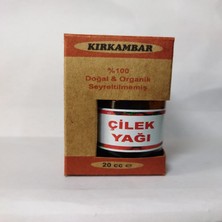 KIRKAMBAR
%100
Doğal & Organik
Seyreltilmemiş
ÇİLEK
YAĞI
20 cc e